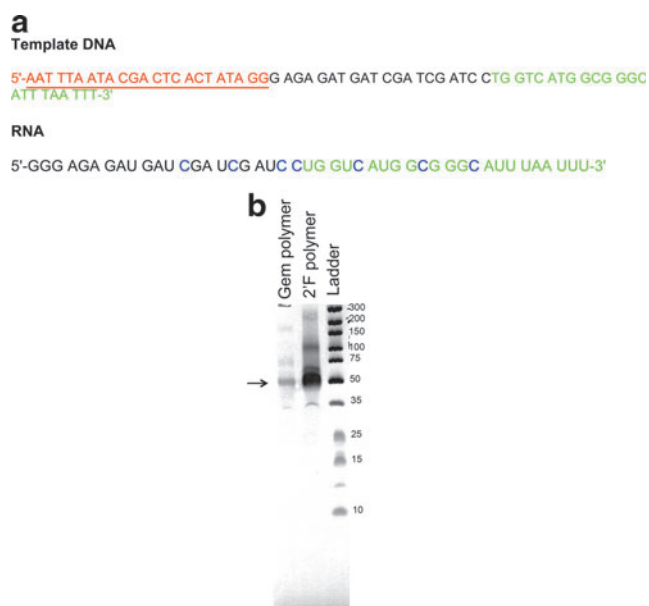 a
Template DNA
5'-AAT TTA ATA CGA CTC ACT ATA GGG AGA GAT GAT CGA TCG ATC CTG GTC ATG GCG GGC
ATT TAA TTT-3'
RNA
5'-GGG AGA GAU GAU CGA UCG AUC CUG GUC AUG GCG GGC AUU UAA UUU-3'
b
Gem polymer
2'F polymer
Ladder
300
200
150
100
75
50
35
25
15
10